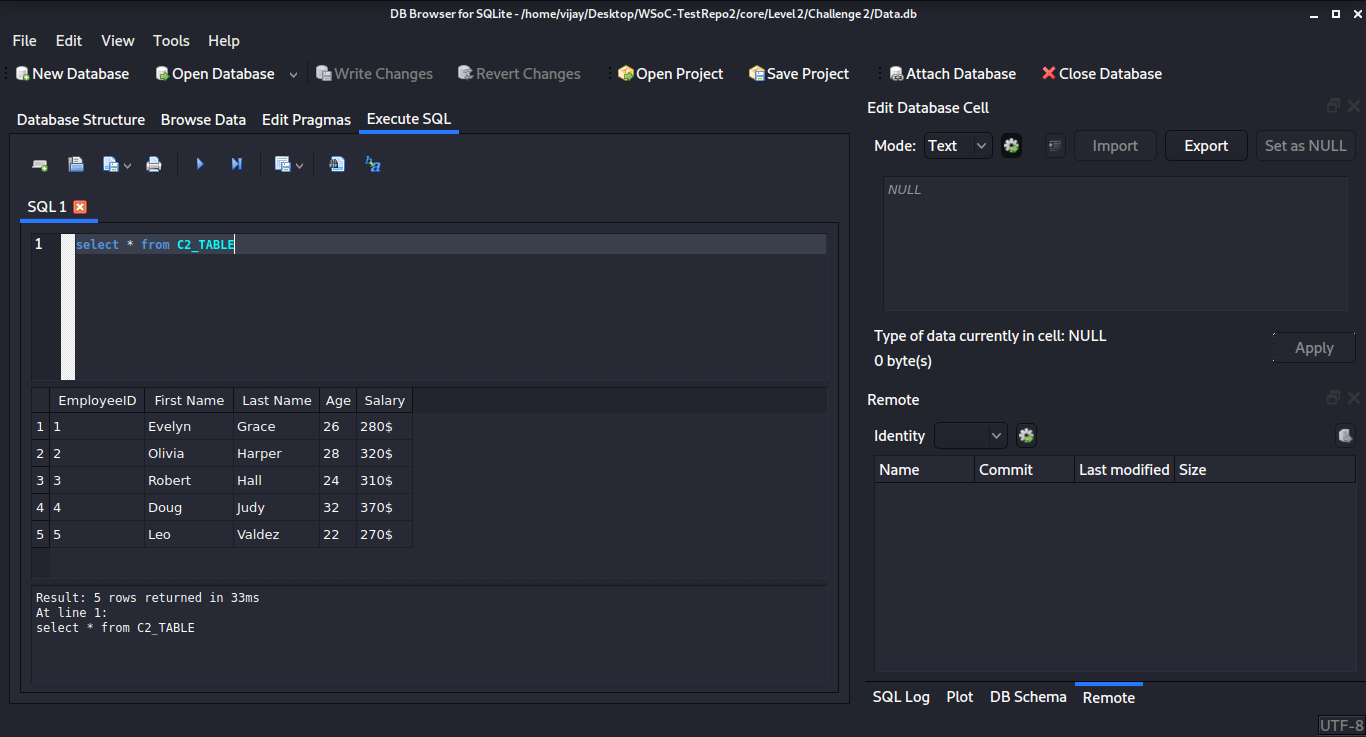 DB Browser for SQLite - /home/vijay/Desktop/WSoC-TestRepo2/core/Level 2/Challenge 2/Data.db
File Edit View Tools Help
New Database Open Database Write Changes Revert Changes Open Project Save Project Attach Database Close Database
Database Structure Browse Data Edit Pragmas Execute SQL
SQL 1
1 select * from C2_TABLE
EmployeeID First Name Last Name Age Salary
1 1 Evelyn Grace 26 280$
2 2 Olivia Harper 28 320$
3 3 Robert Hall 24 310$
4 4 Doug Judy 32 370$
5 5 Leo Valdez 22 270$
Result: 5 rows returned in 33ms
At line 1:
select * from C2_TABLE
Edit Database Cell
Mode: Text Import Export Set as NULL
NULL
Type of data currently in cell: NULL
0 byte(s)
Apply
Remote
Identity
Name Commit Last modified Size
SQL Log Plot DB Schema Remote
UTF-8